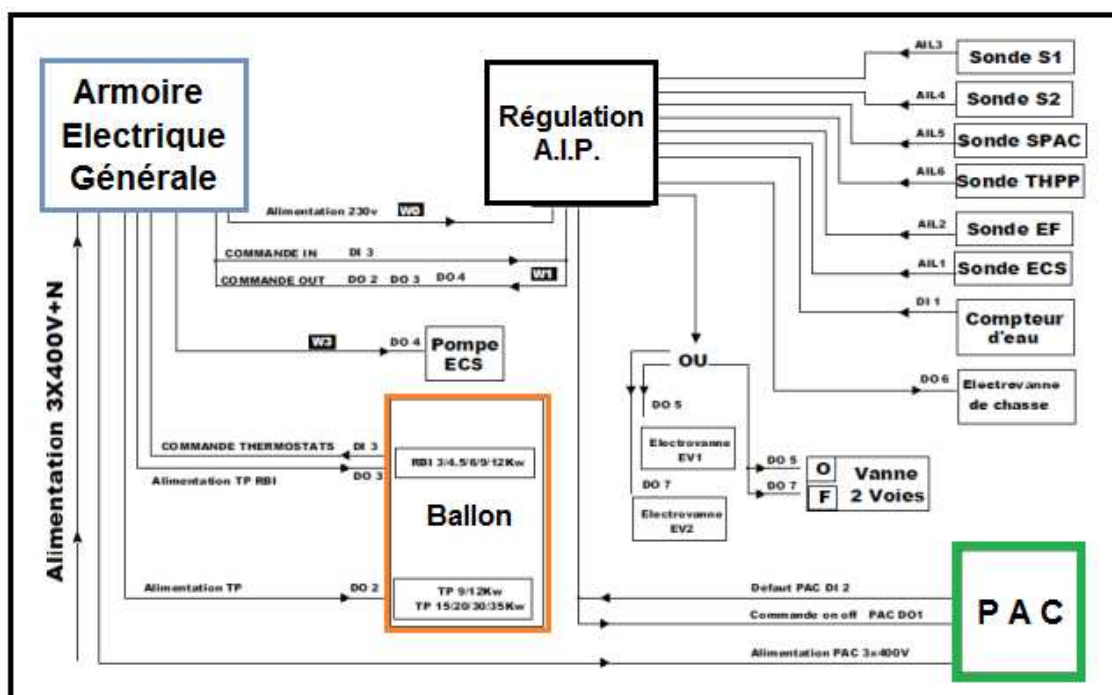 Armoire
Electrique
Générale
Régulation
A.I.P.
AIL3
Sonde S1
AIL4
Sonde S2
AIL5
Sonde SPAC
AIL6
Sonde THPP
AIL2
Sonde EF
AIL1
Sonde ECS
DI 1
Compteur
d'eau
DO 6
Electrovanne
de chasse
Alimentation 230v W0
COMMANDE IN DI 3
COMMANDE OUT DO 2 DO 3 DO 4 W1
W3 DO 4
Pompe
ECS
OU
DO 5
Electrovanne
EV1
DO 7
Electrovanne
EV2
DO 5
O
DO 7
F
Vanne
2 Voies
Alimentation 3X400V+N
COMMANDE THERMOSTATS DI 3
Alimentation TP RBI DO 3
RBI 3/4.5/6/9/12Kw
Ballon
Alimentation TP DO 2
TP 9/12Kw
TP 15/20/30/35Kw
Défaut PAC DI 2
Commande on off PAC DO1
Alimentation PAC 3x400V
P A C